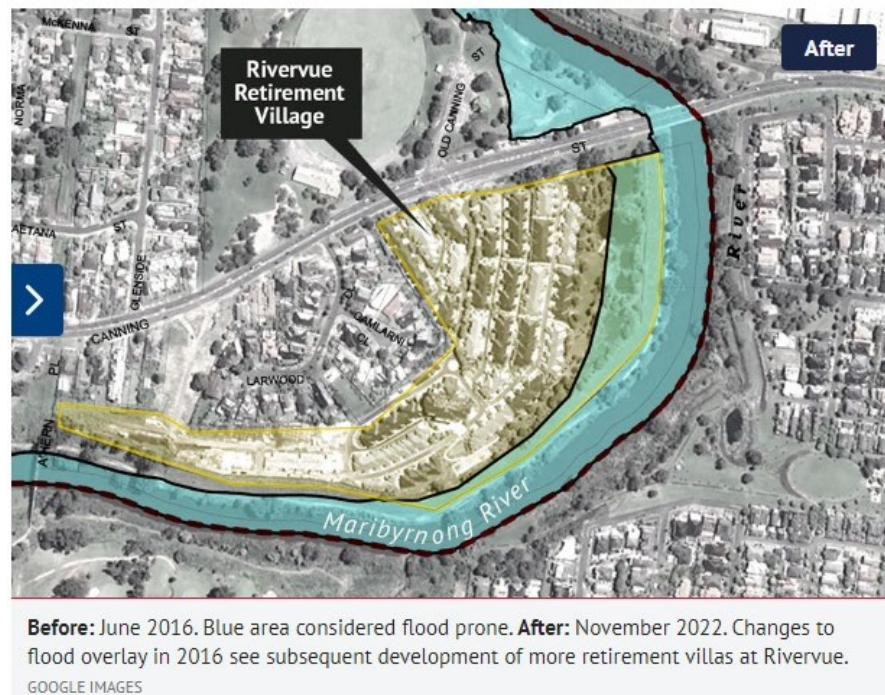 McKENNA ST
After
Rivervue
Retirement
Village
NORMA
OLD CANNING
ST
ST
AETANA ST
GLENSIDE
River
CANNING
CL
GAMLARNI
CL
PL
LARWOOD
AHERN
Maribyrnong River
Before: June 2016. Blue area considered flood prone. After: November 2022. Changes to
flood overlay in 2016 see subsequent development of more retirement villas at Rivervue.
GOOGLE IMAGES